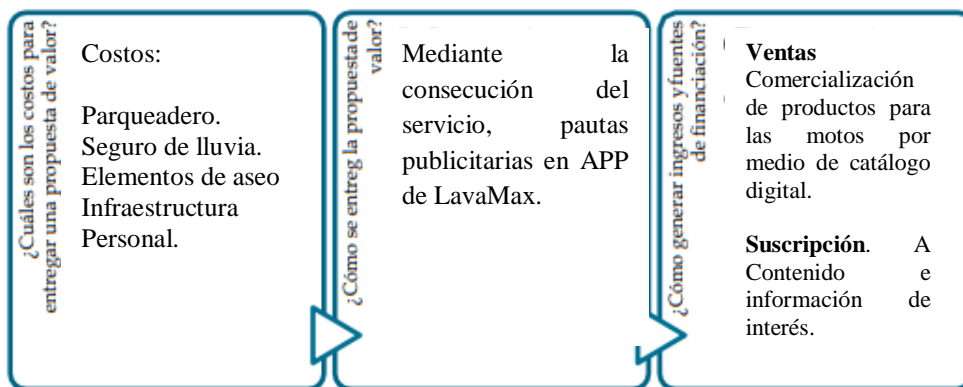 ¿Cuáles son los costos para
entregar una propuesta de valor?
Costos:
Parqueadero.
Seguro de lluvia.
Elementos de aseo
Infraestructura
Personal.
¿Cómo se entreg la propuesta de
valor?
Mediante la
consecución del
servicio, pautas
publicitarias en APP
de LavaMax.
¿Cómo generar ingresos y fuentes
de financiación?
Ventas
Comercialización
de productos para
las motos por
medio de catálogo
digital.
Suscripción. A
Contenido e
información de
interés.